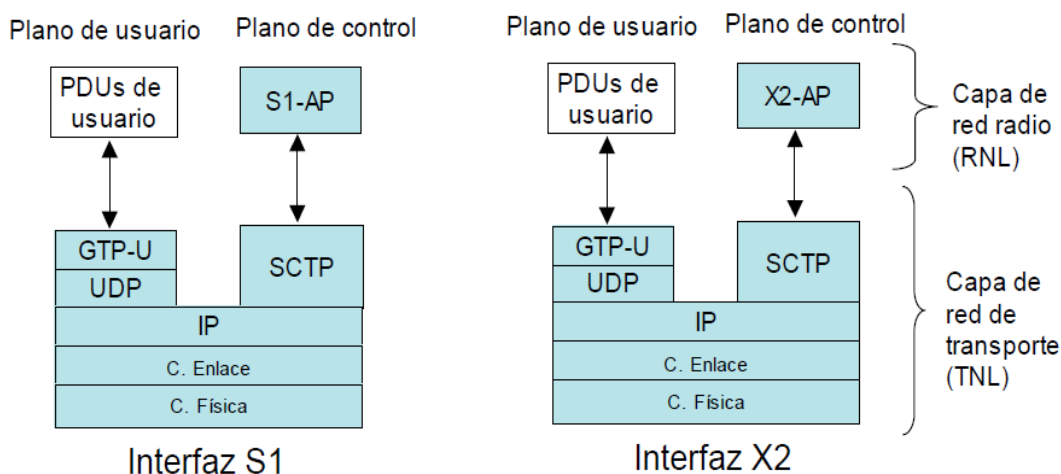 Plano de usuario
Plano de control
PDUs de
usuario
S1-AP
GTP-U
UDP
SCTP
IP
C. Enlace
C. Física
Interfaz S1
Plano de usuario
Plano de control
PDUs de
usuario
X2-AP
GTP-U
UDP
SCTP
IP
C. Enlace
C. Física
Interfaz X2
Capa de
red radio
(RNL)
Capa de
red de
transporte
(TNL)